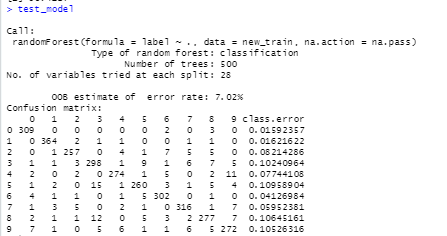 > test_model
Call:
randomForest(formula = label ~ ., data = new_train, na.action = na.pass)
Type of random forest: classification
Number of trees: 500
No. of variables tried at each split: 28
OOB estimate of error rate: 7.02%
Confusion matrix:
0 1 2 3 4 5 6 7 8 9 class.error
0 309 0 0 0 0 0 2 0 3 0 0.01592357
1 0 364 2 1 1 0 0 1 1 0 0.01621622
2 0 1 257 0 4 1 7 5 5 0 0.08214286
3 1 1 3 298 1 9 1 6 7 5 0.10240964
4 2 0 2 0 274 1 5 0 2 11 0.07744108
5 1 2 0 15 1 260 3 1 5 4 0.10958904
6 4 1 1 0 1 5 302 0 1 0 0.04126984
7 1 3 5 0 2 1 0 316 1 7 0.05952381
8 2 1 1 12 0 5 3 2 277 7 0.10645161
9 7 1 0 5 6 1 1 6 5 272 0.10526316